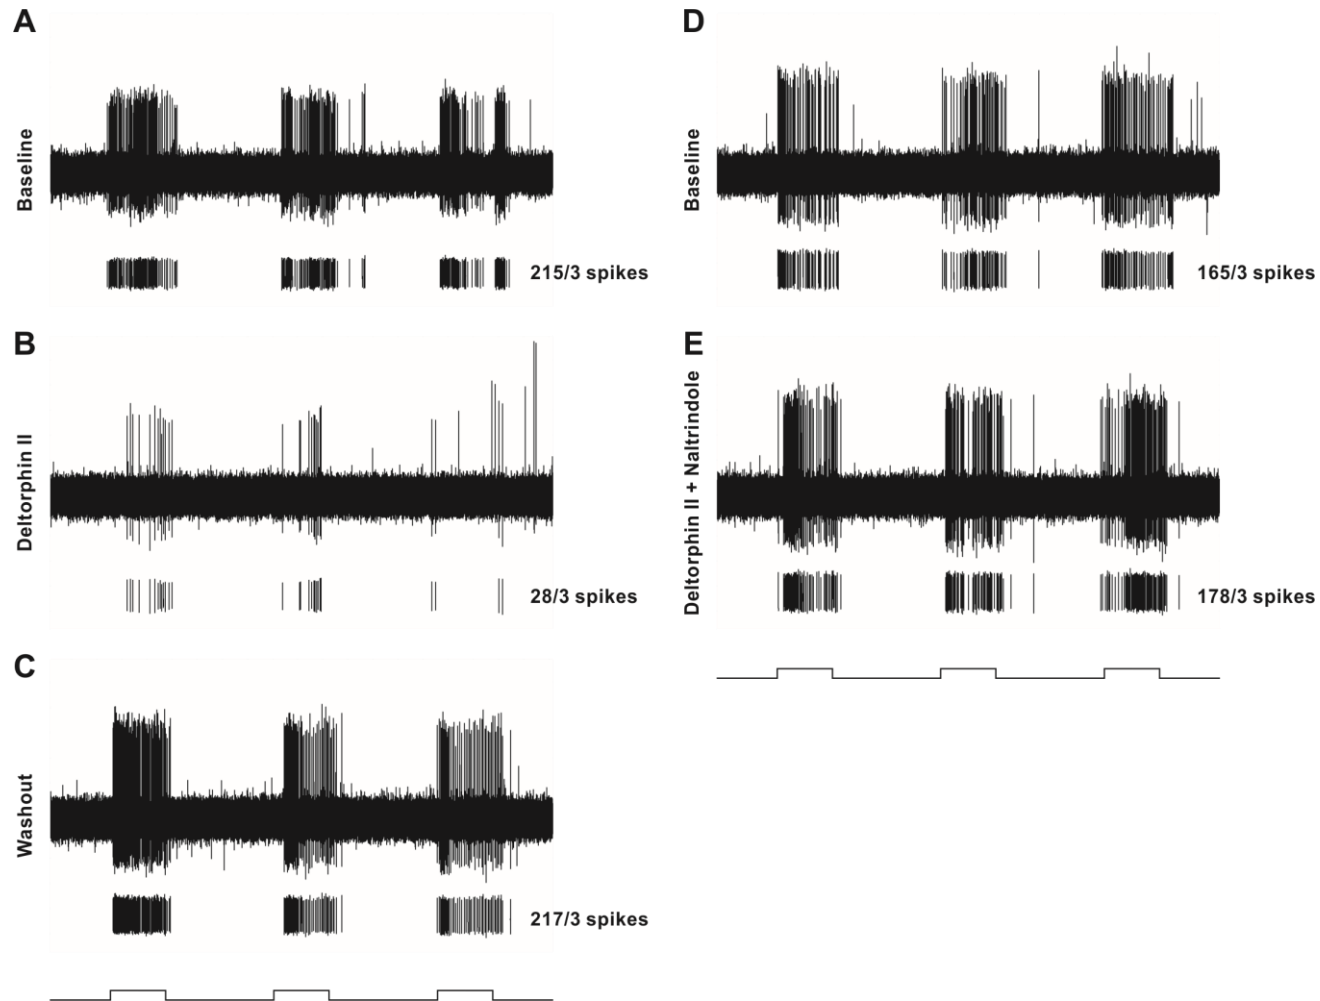 A
Baseline
215/3 spikes
B
Deltorphin II
28/3 spikes
C
Washout
217/3 spikes
D
Baseline
165/3 spikes
E
Deltorphin II + Naltrindole
178/3 spikes